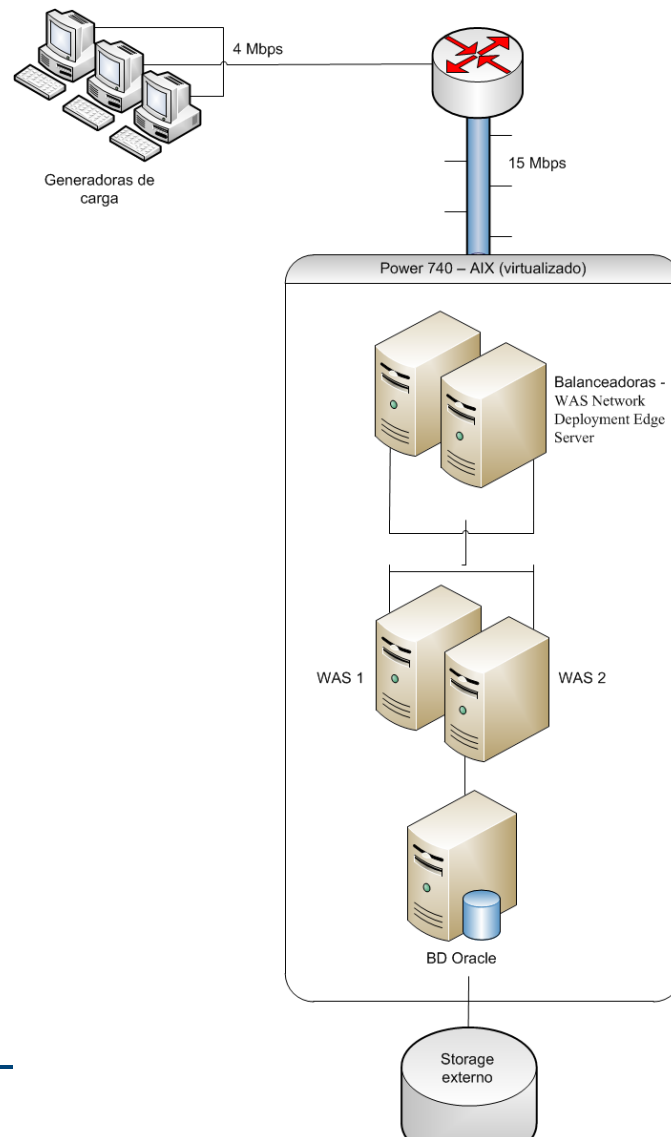 4 Mbps
Generadoras de
carga
15 Mbps
Power 740 – AIX (virtualizado)
Balanceadoras -
WAS Network
Deployment Edge
Server
WAS 1
WAS 2
BD Oracle
Storage
externo